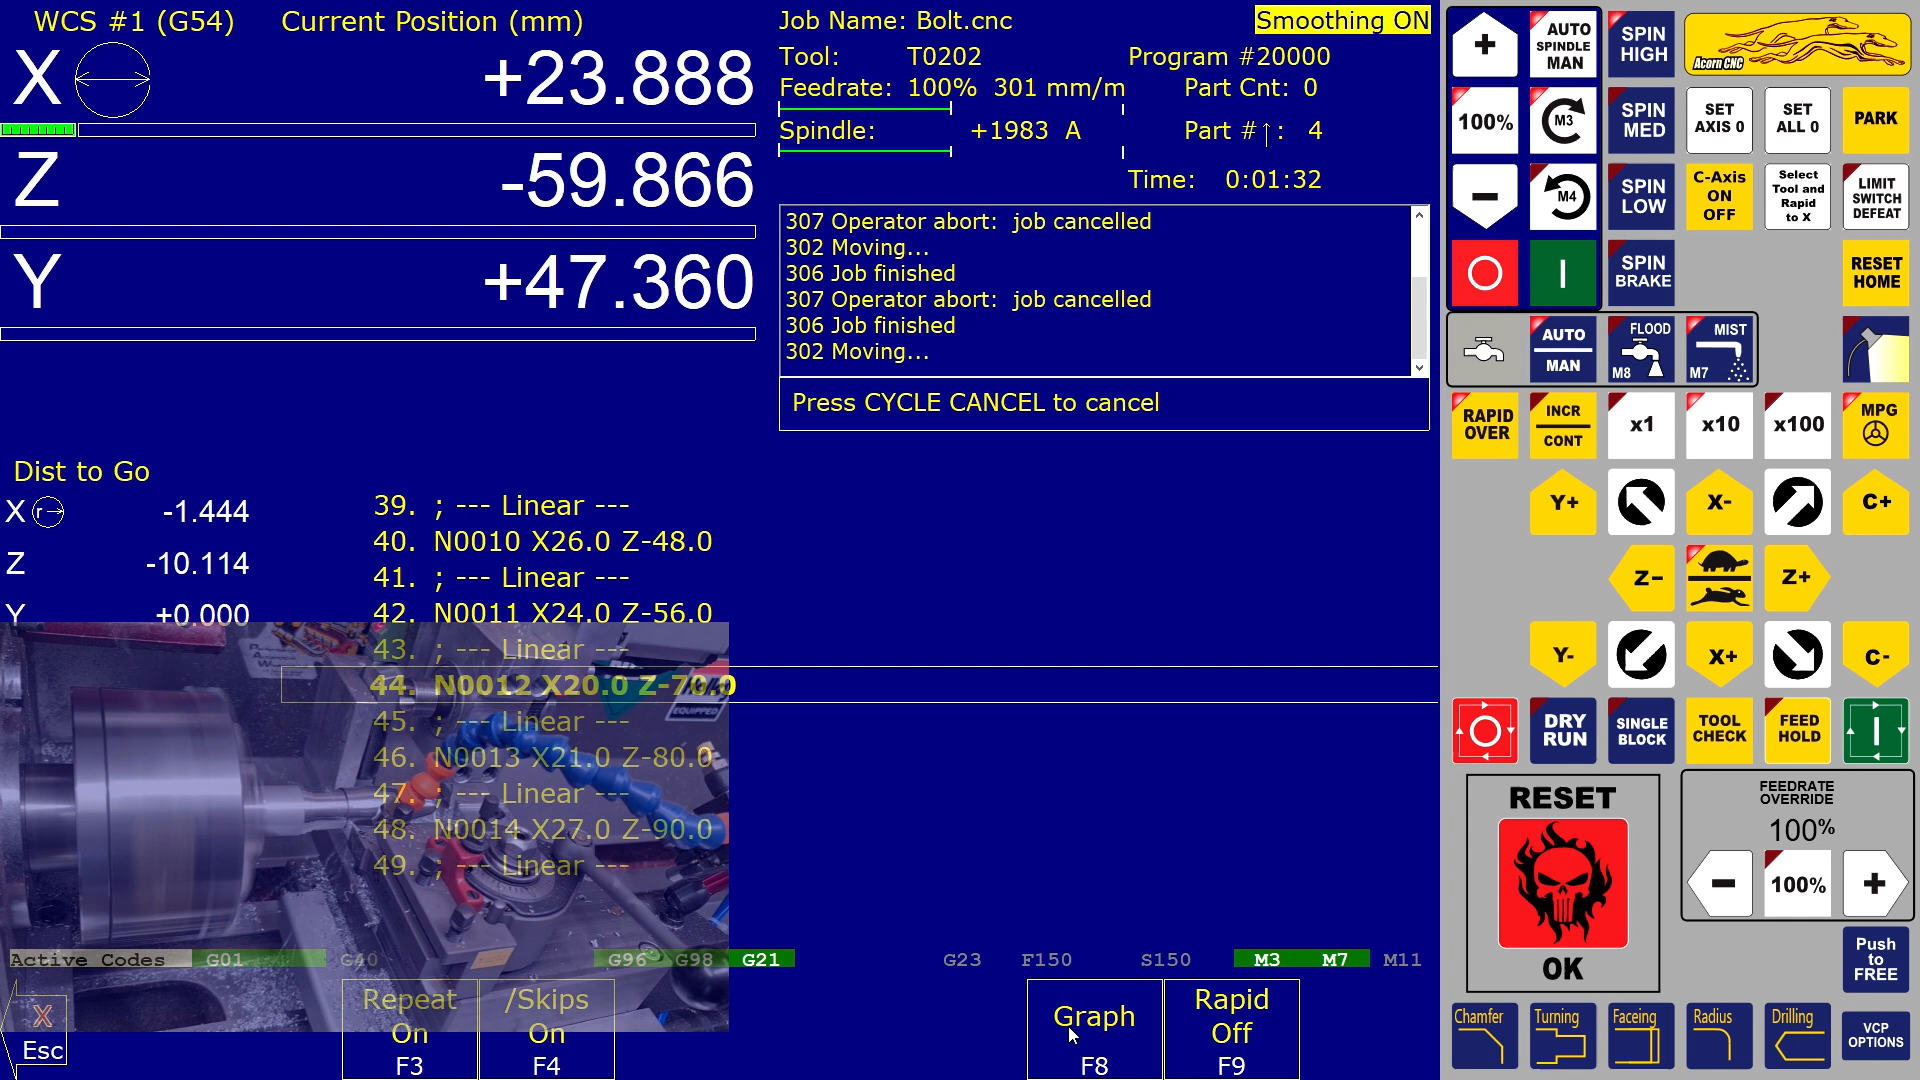 WCS #1 (G54) Current Position (mm)
X +23.888
Z -59.866
Y +47.360
Job Name: Bolt.cnc Smoothing ON
Tool: T0202 Program #20000
Feedrate: 100% 301 mm/m Part Cnt: 0
Spindle: +1983 A Part #↑: 4
Time: 0:01:32
307 Operator abort: job cancelled
302 Moving...
306 Job finished
307 Operator abort: job cancelled
306 Job finished
302 Moving...
Press CYCLE CANCEL to cancel
Dist to Go
X r -1.444
Z -10.114
Y +0.000
39. ; --- Linear ---
40. N0010 X26.0 Z-48.0
41. ; --- Linear ---
42. N0011 X24.0 Z-56.0
43. ; --- Linear ---
44. N0012 X20.0 Z-70.0
45. ; --- Linear ---
46. N0013 X21.0 Z-80.0
47. ; --- Linear ---
48. N0014 X27.0 Z-90.0
49. ; --- Linear ---
EQUIPPED
Active Codes G01 G40 G96 G98 G21 G23 F150 S150 M3 M7 M11
X
Esc
Repeat
On
F3
/Skips
On
F4
Graph
F8
Rapid
Off
F9
+
AUTO
SPINDLE
MAN
SPIN
HIGH
Acorn CNC
100%
M3
SPIN
MED
SET
AXIS 0
SET
ALL 0
PARK
−
M4
SPIN
LOW
C-Axis
ON
OFF
Select
Tool and
Rapid
to X
LIMIT
SWITCH
DEFEAT
SPIN
BRAKE
RESET
HOME
AUTO
MAN
FLOOD
M8
MIST
M7
RAPID
OVER
INCR
CONT
x1
x10
x100
MPG
Y+
X-
C+
Z−
Z+
Y-
X+
C-
DRY
RUN
SINGLE
BLOCK
TOOL
CHECK
FEED
HOLD
RESET
OK
FEEDRATE
OVERRIDE
100%
−
100%
+
Push
to
FREE
Chamfer
Turning
Faceing
Radius
Drilling
VCP
OPTIONS